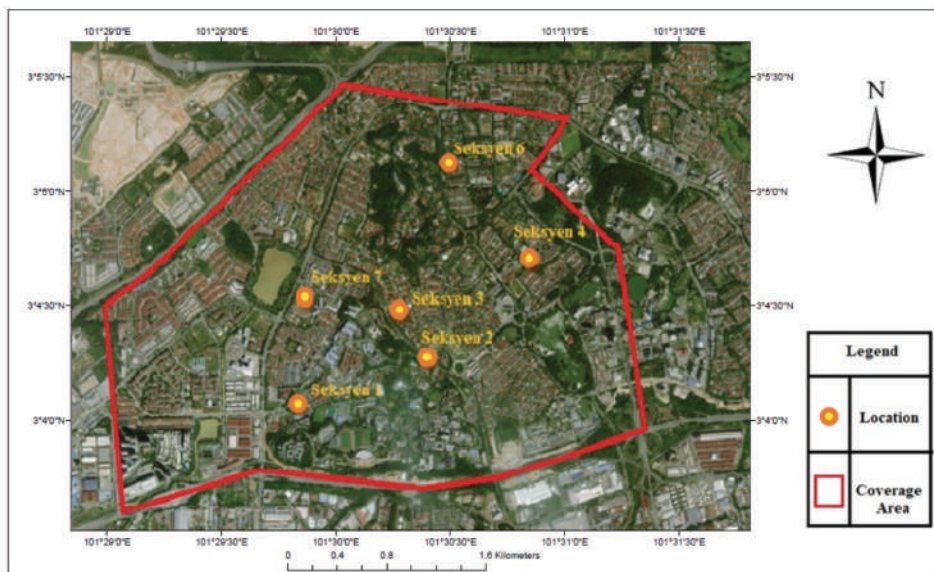 101°29'0"E 101°29'30"E 101°30'0"E 101°30'30"E 101°31'0"E 101°31'30"E
3°5'30"N 3°5'30"N
N
Seksyen 6
3°5'0"N 3°5'0"N
Seksyen 4
Seksyen 7
Seksyen 3
3°4'30"N 3°4'30"N
Seksyen 2
Legend
Seksyen 1
Location
3°4'0"N 3°4'0"N
Coverage
Area
101°29'0"E 101°29'30"E 101°30'0"E 101°30'30"E 101°31'0"E 101°31'30"E
0 0.4 0.8 1.6 Kilometers